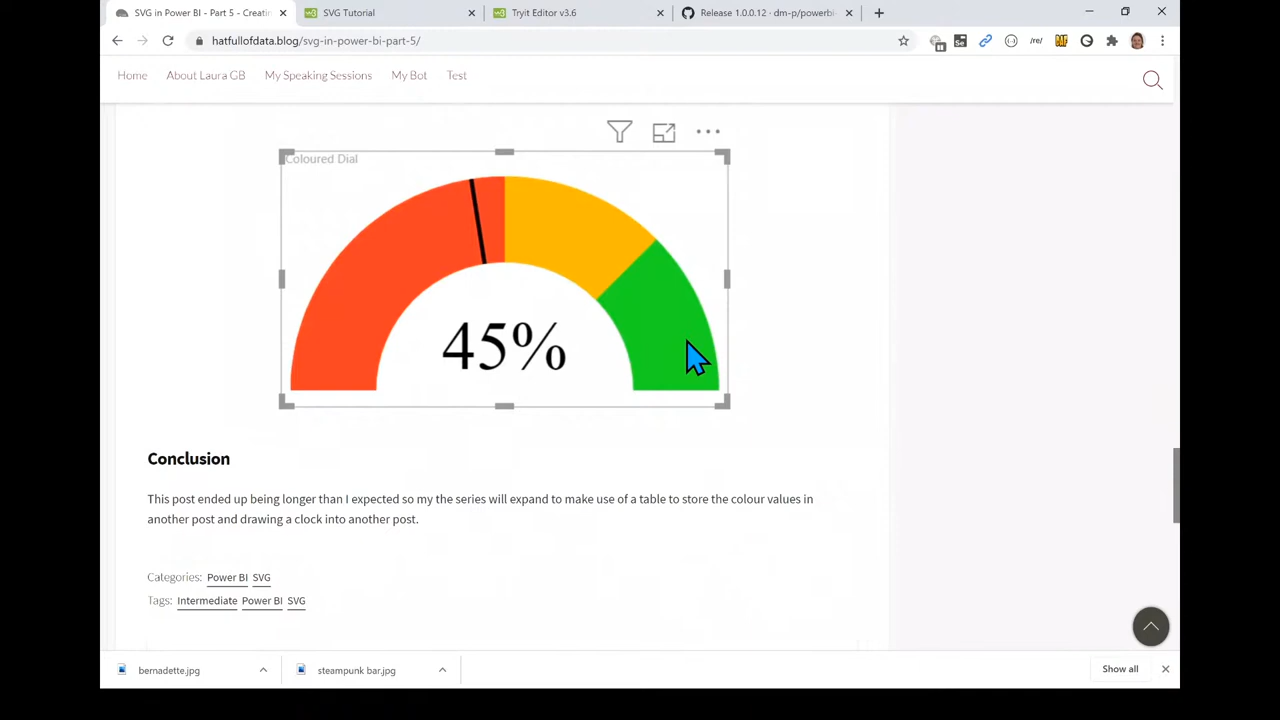 SVG in Power BI - Part 5 - Creatin
SVG Tutorial
Tryit Editor v3.6
Release 1.0.0.12 · dm-p/powerbi
hatfullofdata.blog/svg-in-power-bi-part-5/
Home About Laura GB My Speaking Sessions My Bot Test
Coloured Dial
45%
Conclusion
This post ended up being longer than I expected so my the series will expand to make use of a table to store the colour values in
another post and drawing a clock into another post.
Categories: Power BI SVG
Tags: Intermediate Power BI SVG
bernadette.jpg
steampunk bar.jpg
Show all